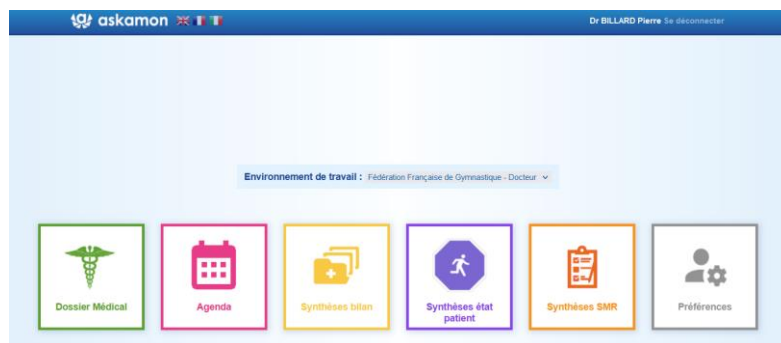 askamon
Dr BILLARD Pierre Se déconnecter
Environnement de travail : Fédération Française de Gymnastique - Docteur
Dossier Médical
Agenda
Synthèses bilan
Synthèses état
patient
Synthèses SMR
Préférences